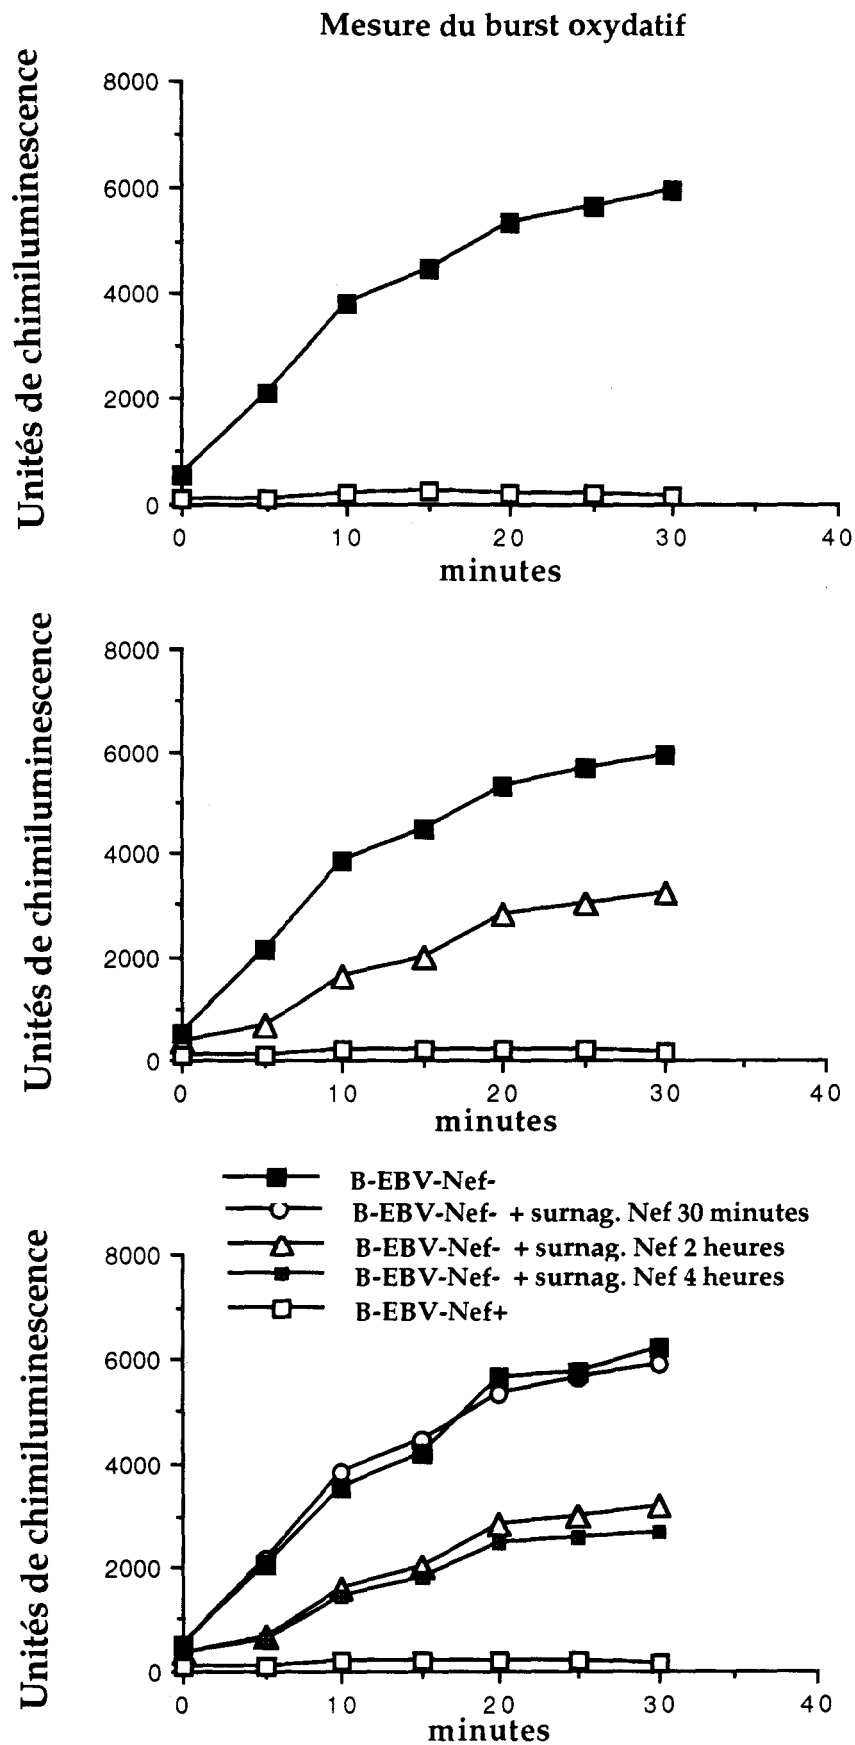 Mesure du burst oxydatif
Unités de chimiluminescence
8000
6000
4000
2000
0
0 10 20 30 40
minutes
Unités de chimiluminescence
8000
6000
4000
2000
0
0 10 20 30 40
minutes
B-EBV-Nef-
B-EBV-Nef- + surnag. Nef 30 minutes
B-EBV-Nef- + surnag. Nef 2 heures
B-EBV-Nef- + surnag. Nef 4 heures
B-EBV-Nef+
Unités de chimiluminescence
8000
6000
4000
2000
0
0 10 20 30 40
minutes